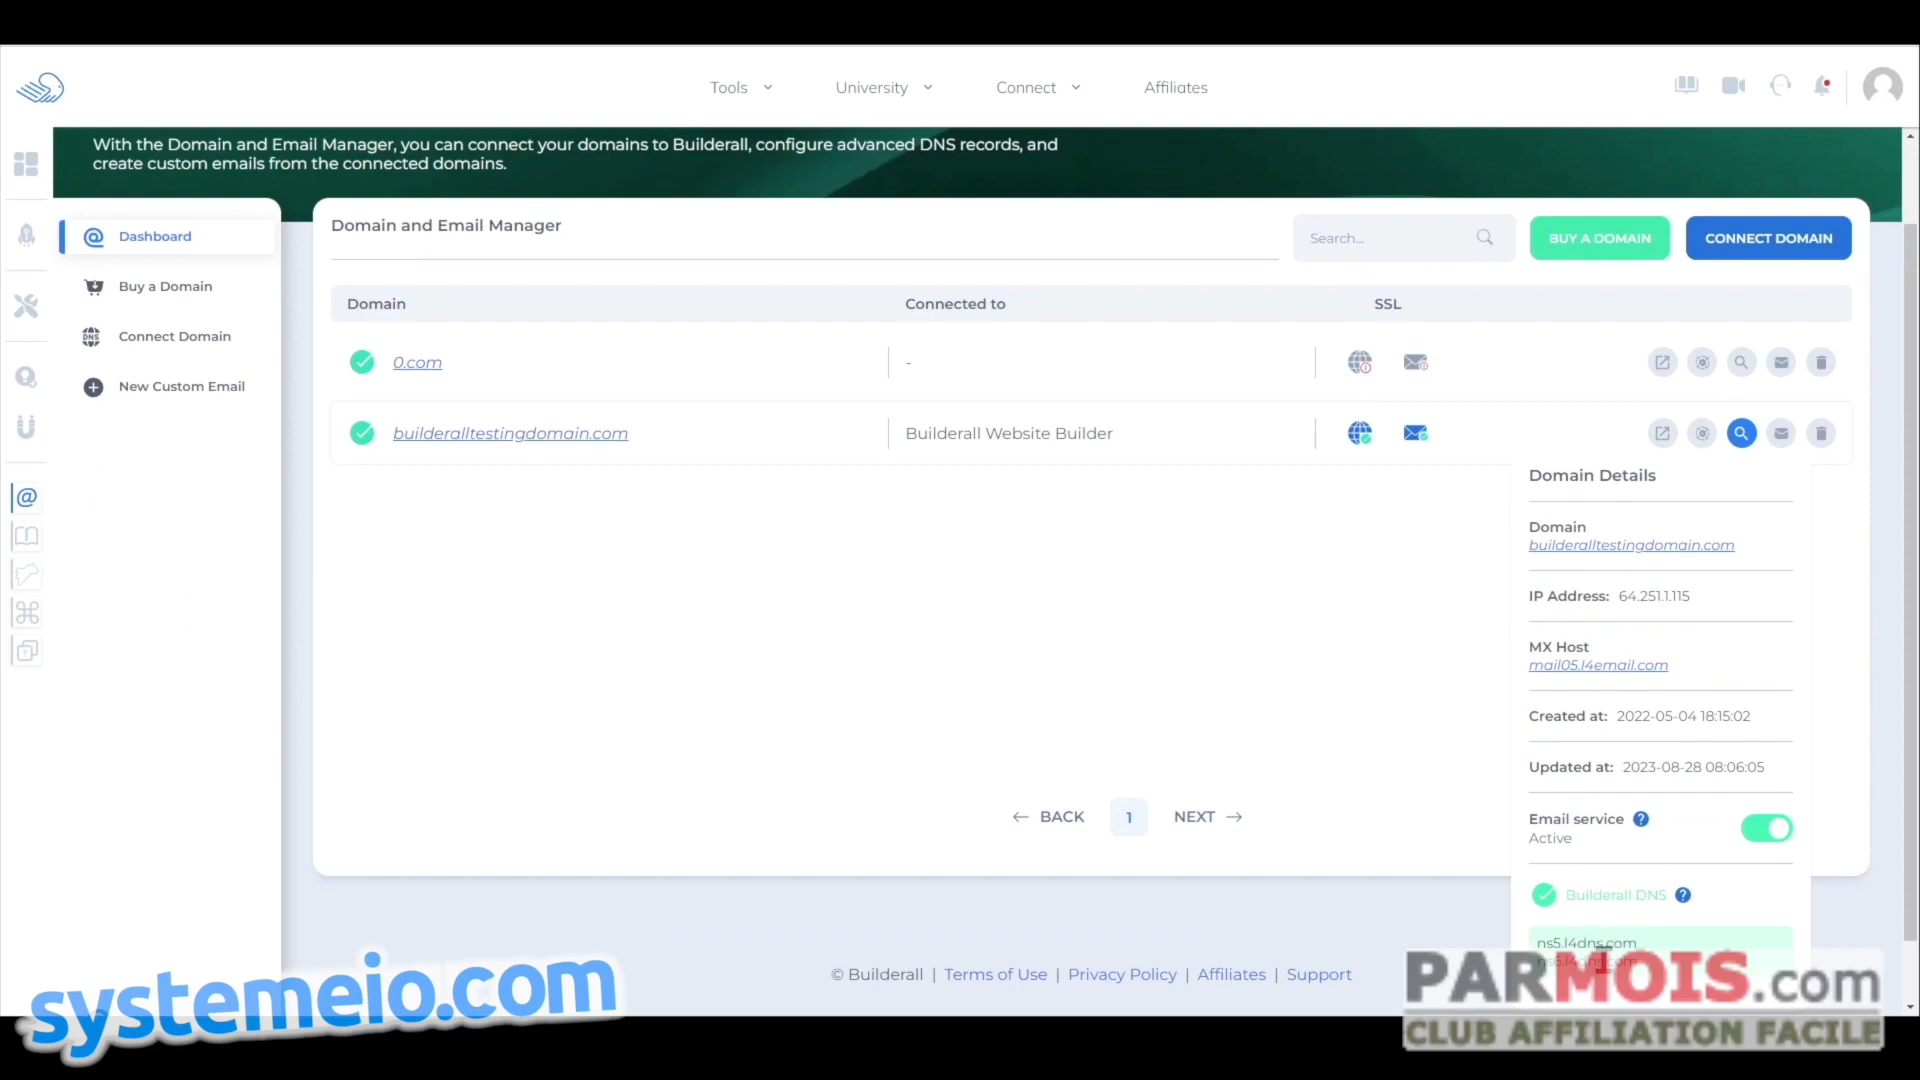 Tools
University
Connect
Affiliates
With the Domain and Email Manager, you can connect your domains to Builderall, configure advanced DNS records, and
create custom emails from the connected domains.
Dashboard
Buy a Domain
Connect Domain
New Custom Email
Domain and Email Manager
Search...
BUY A DOMAIN
CONNECT DOMAIN
Domain
Connected to
SSL
0.com
-
builderalltestingdomain.com
Builderall Website Builder
Domain Details
Domain
builderalltestingdomain.com
IP Address: 64.251.1.115
MX Host
mail05.l4email.com
Created at: 2022-05-04 18:15:02
Updated at: 2023-08-28 08:06:05
Email service ?
Active
Builderall DNS ?
ns5.l4dns.com
ns6.l4dns.com
← BACK 1 NEXT →
© Builderall | Terms of Use | Privacy Policy | Affiliates | Support
systemeio.com
PARMOIS.com
CLUB AFFILIATION FACILE